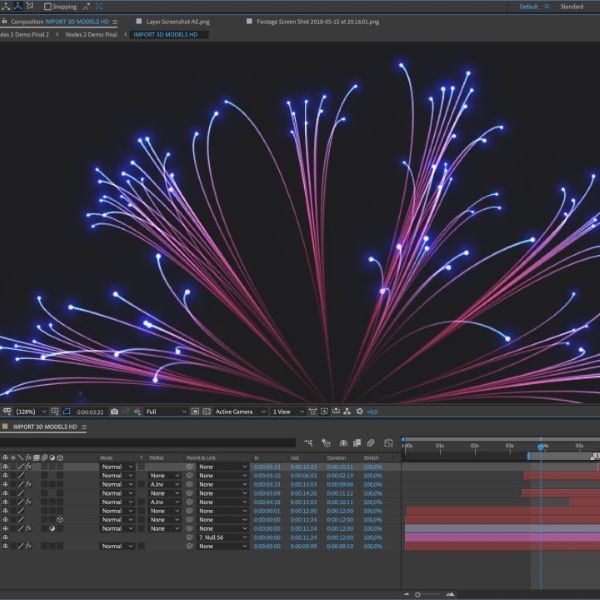 Snapping Default Standard
Composition IMPORT 3D MODELS HD Layer Screenshot-AE.png Footage Screen Shot 2018-05-15 at 20.16.01.png
odes 2 Demo Final 2 Nodes 2 Demo Final IMPORT 3D MODELS HD
(126%) 0:00:03:22 Full Active Camera 1 View +0,0
IMPORT 3D MODELS HD
Mode T TrkMat Parent & Link In Out Duration Stretch :00s 01s 02s 03s 05s
Normal None 0:00:05:13 0:00:15:23 0:00:10:11 100,0%
Normal None None 0:00:03:10 0:00:06:03 0:00:02:19 100,0%
Normal A.Inv None 0:00:03:23 0:00:15:03 0:00:09:06 100,0%
Normal None None 0:00:03:09 0:00:14:20 0:00:11:12 100,0%
Normal A.Inv None 0:00:04:18 0:00:15:03 0:00:10:11 100,0%
Normal None None 0:00:00:01 0:00:12:00 0:00:12:00 100,0%
Normal None None 0:00:00:00 0:00:11:24 0:00:12:00 100,0%
Normal None None 0:00:00:00 0:00:11:24 0:00:12:00 100,0%
7. Null 56 0:00:00:00 0:00:11:24 0:00:12:00 100,0%
Normal None None 0:00:00:00 0:00:09:09 0:00:09:10 100,0%